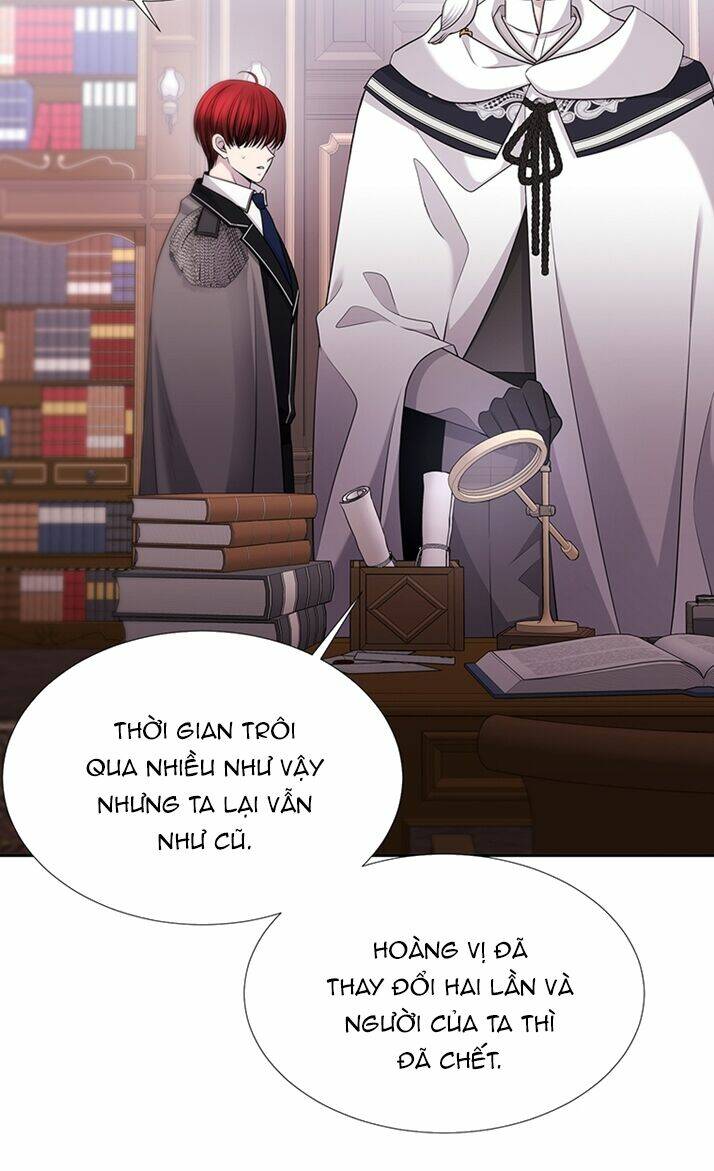 THỜI GIAN TRÔI
QUA NHIỀU NHƯ VẬY
NHƯNG TA LẠI VẪN
NHƯ CŨ.
HOÀNG VỊ ĐÃ
THAY ĐỔI HAI LẦN VÀ
NGƯỜI CỦA TA THÌ
ĐÃ CHẾT.